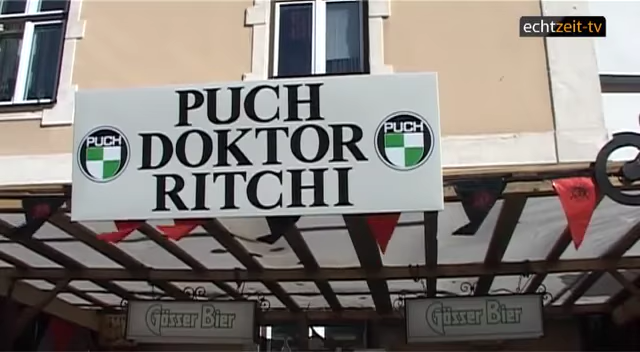 echtzeit-tv
PUCH
DOKTOR
RITCHI
PUCH
PUCH
Gösser Bier
Gösser Bier